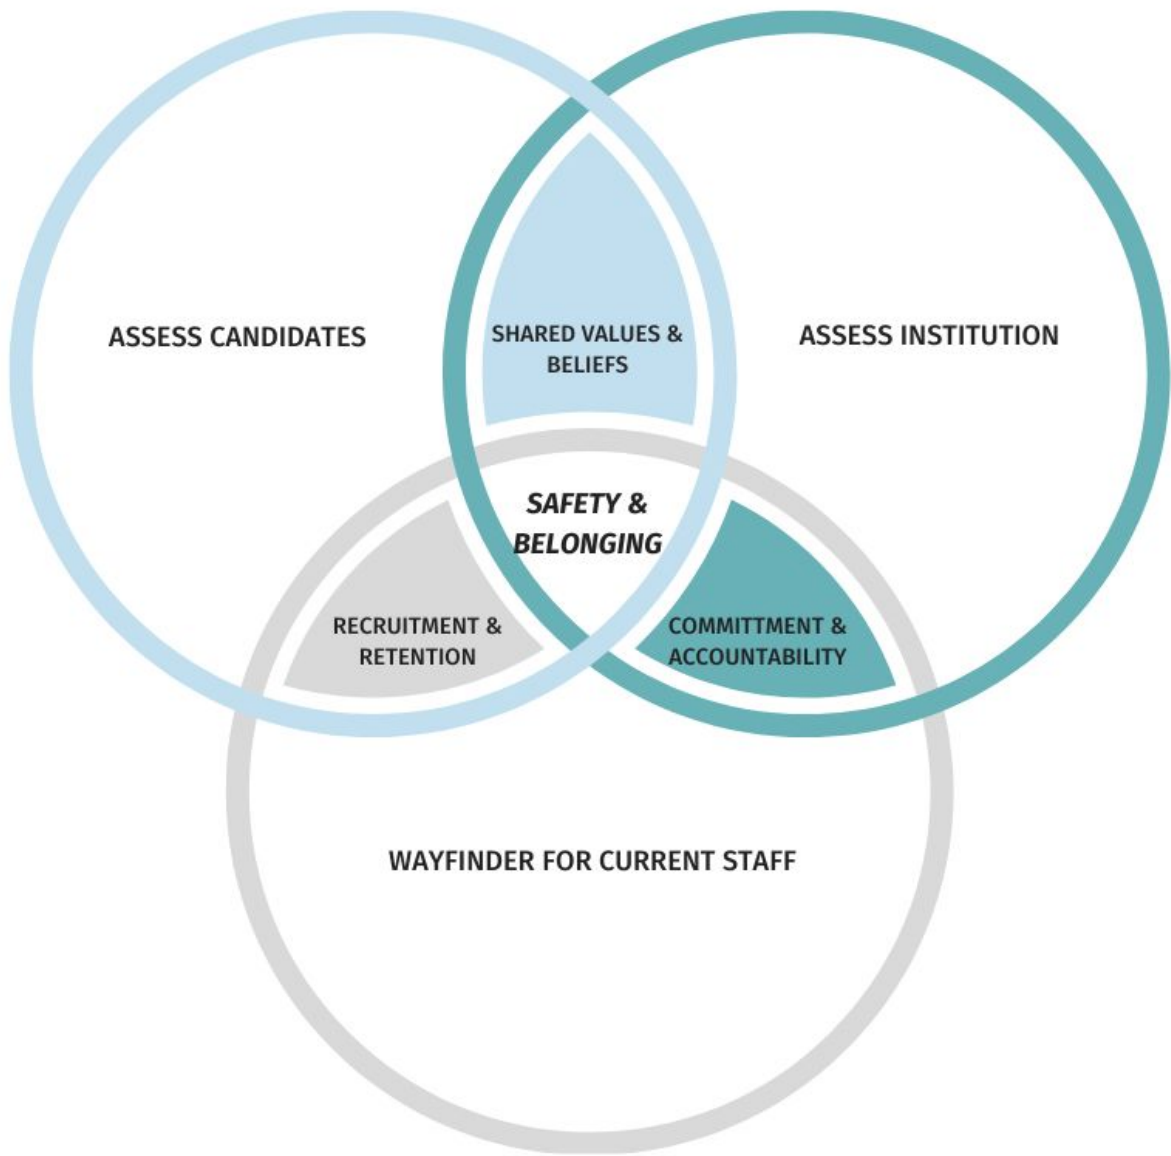 ASSESS CANDIDATES
SHARED VALUES &
BELIEFS
ASSESS INSTITUTION
SAFETY &
BELONGING
RECRUITMENT &
RETENTION
COMMITTMENT &
ACCOUNTABILITY
WAYFINDER FOR CURRENT STAFF